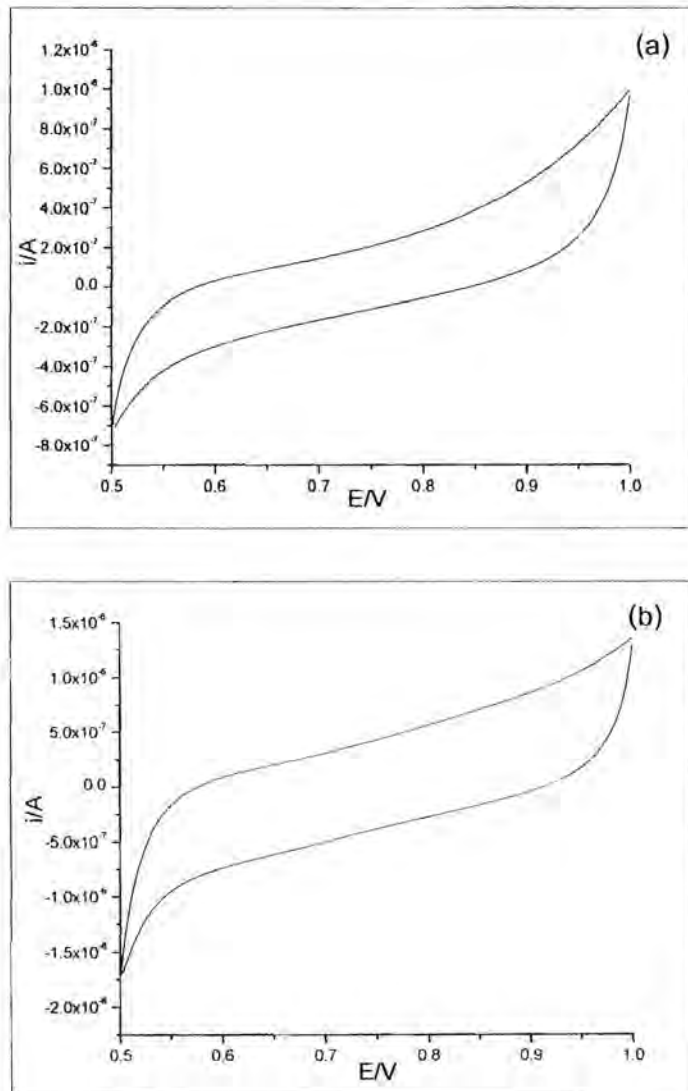 (a)
1.2x10⁻⁶
1.0x10⁻⁶
8.0x10⁻⁷
6.0x10⁻⁷
4.0x10⁻⁷
2.0x10⁻⁷
0.0
-2.0x10⁻⁷
-4.0x10⁻⁷
-6.0x10⁻⁷
-8.0x10⁻⁷
i/A
0.5 0.6 0.7 0.8 0.9 1.0
E/V
(b)
1.5x10⁻⁶
1.0x10⁻⁶
5.0x10⁻⁷
0.0
-5.0x10⁻⁷
-1.0x10⁻⁶
-1.5x10⁻⁶
-2.0x10⁻⁶
i/A
0.5 0.6 0.7 0.8 0.9 1.0
E/V